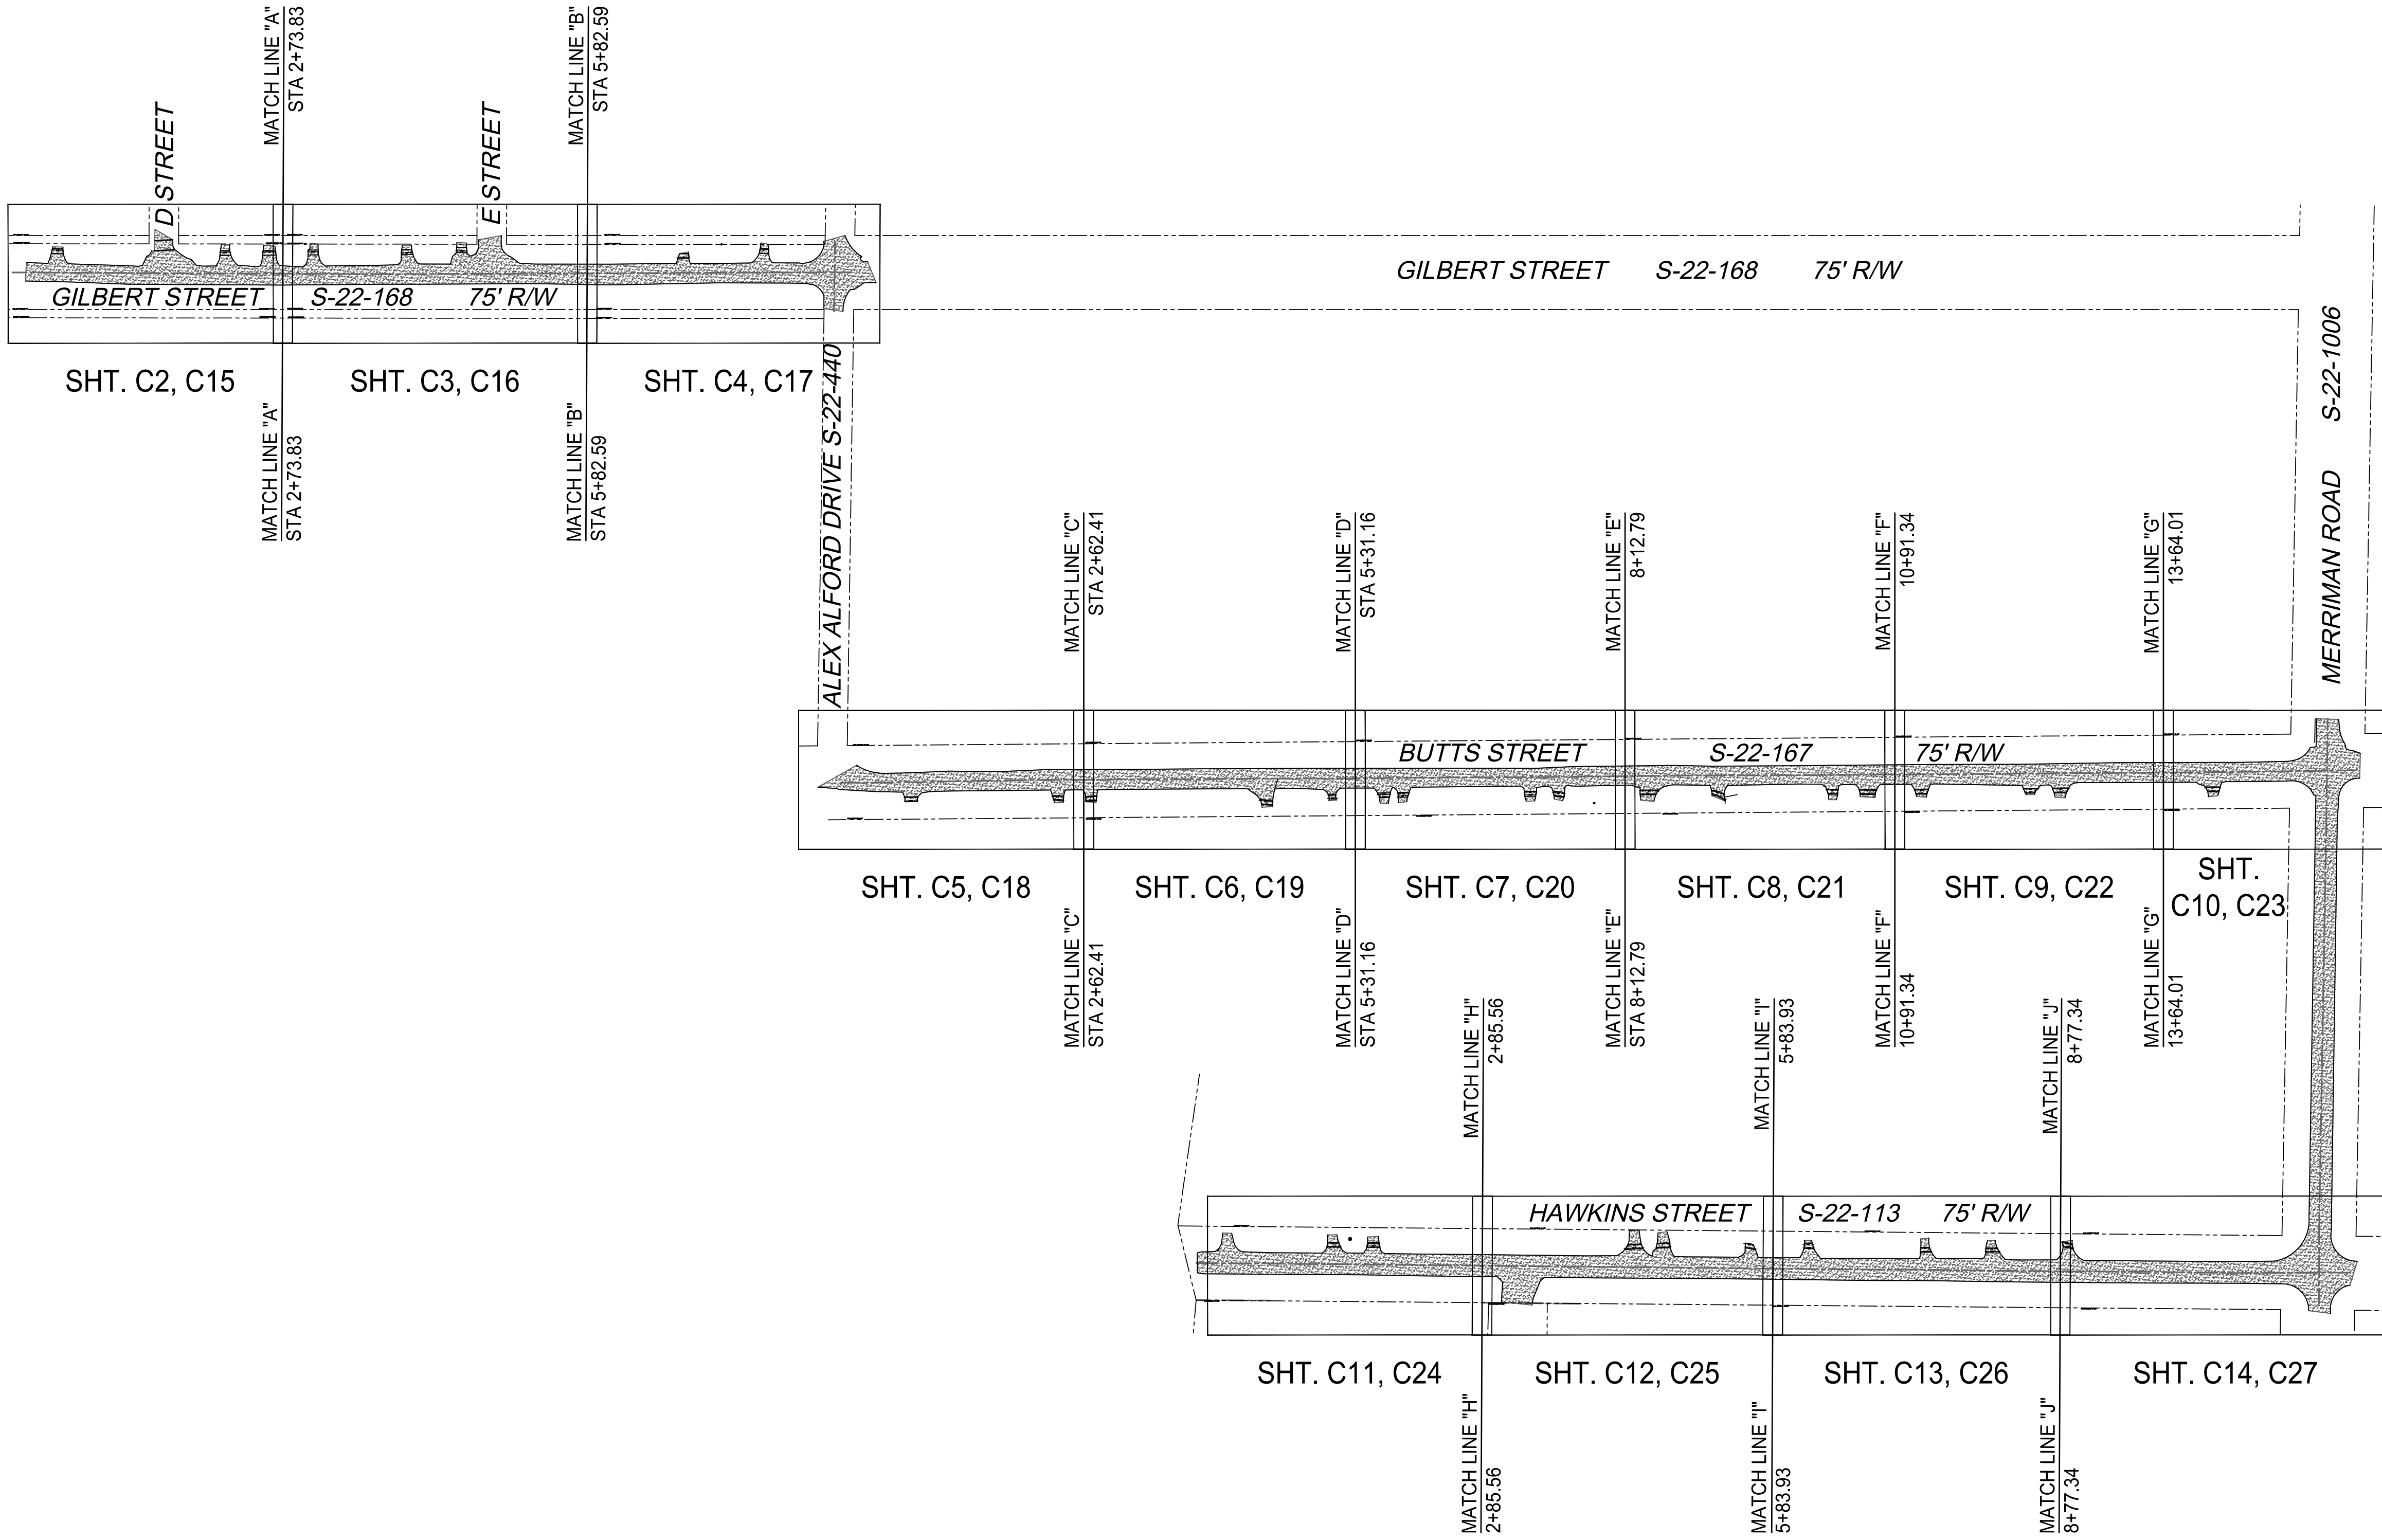 MATCH LINE "A"
STA 2+73.83
MATCH LINE "B"
STA 5+82.59
D STREET
E STREET
GILBERT STREET S-22-168 75' R/W
GILBERT STREET S-22-168 75' R/W
SHT. C2, C15
SHT. C3, C16
SHT. C4, C17
MATCH LINE "A"
STA 2+73.83
MATCH LINE "B"
STA 5+82.59
ALEX ALFORD DRIVE S-22-440
MERRIMAN ROAD S-22-1006
MATCH LINE "C"
STA 2+62.41
MATCH LINE "D"
STA 5+31.16
MATCH LINE "E"
8+12.79
MATCH LINE "F"
10+91.34
MATCH LINE "G"
13+64.01
BUTTS STREET S-22-167 75' R/W
SHT. C5, C18
SHT. C6, C19
SHT. C7, C20
SHT. C8, C21
SHT. C9, C22
SHT.
C10, C23
MATCH LINE "C"
STA 2+62.41
MATCH LINE "D"
STA 5+31.16
MATCH LINE "E"
STA 8+12.79
MATCH LINE "F"
10+91.34
MATCH LINE "G"
13+64.01
MATCH LINE "H"
2+85.56
MATCH LINE "I"
5+83.93
MATCH LINE "J"
8+77.34
HAWKINS STREET S-22-113 75' R/W
SHT. C11, C24
SHT. C12, C25
SHT. C13, C26
SHT. C14, C27
MATCH LINE "H"
2+85.56
MATCH LINE "I"
5+83.93
MATCH LINE "J"
8+77.34